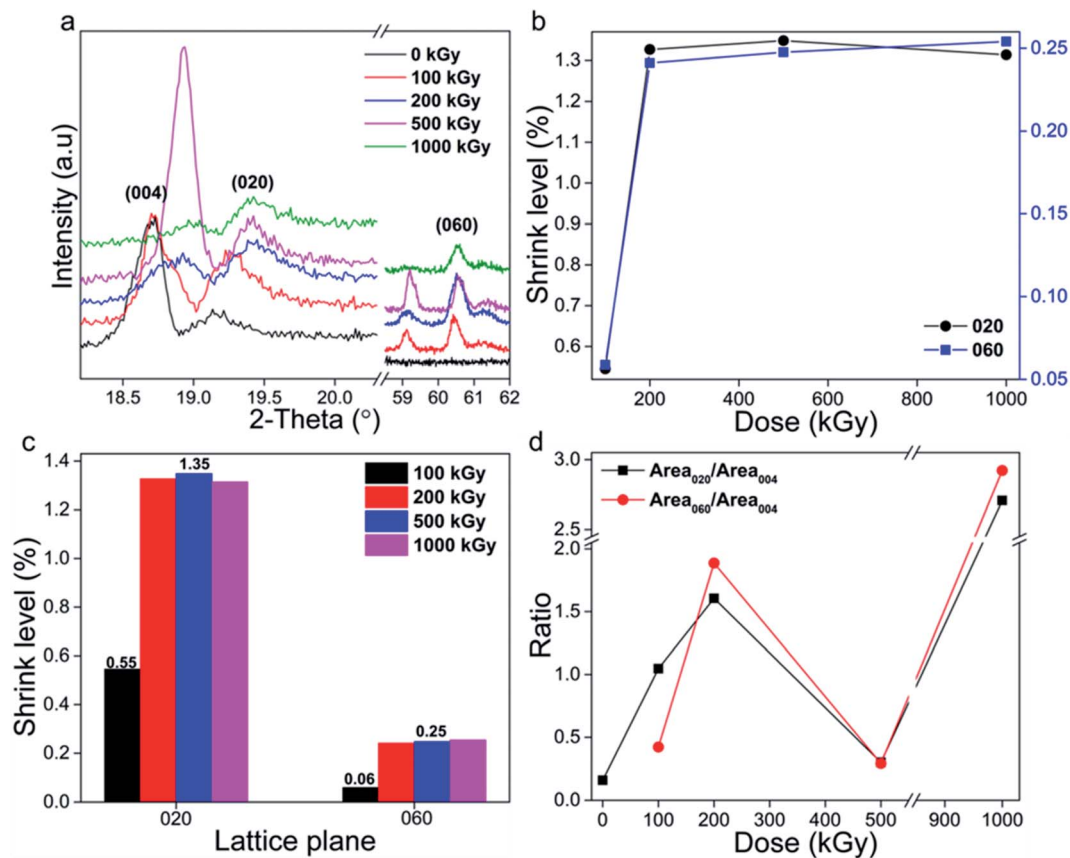 a
//
0 kGy
100 kGy
200 kGy
500 kGy
1000 kGy
(004)
(020)
(060)
Intensity (a.u)
//
18.5 19.0 19.5 20.0 59 60 61 62
2-Theta (°)
b
1.3
1.2
1.1
1.0
0.9
0.8
0.7
0.6
Shrink level (%)
0.25
0.20
0.15
0.10
0.05
020
060
200 400 600 800 1000
Dose (kGy)
c
1.4
1.2
1.0
0.8
0.6
0.4
0.2
0.0
Shrink level (%)
0.55
1.35
0.06
0.25
100 kGy
200 kGy
500 kGy
1000 kGy
020 060
Lattice plane
d
3.0
2.5
2.0
1.5
1.0
0.5
0.0
Ratio
Area020/Area004
Area060/Area004
0 100 200 300 400 500 900 1000
Dose (kGy)